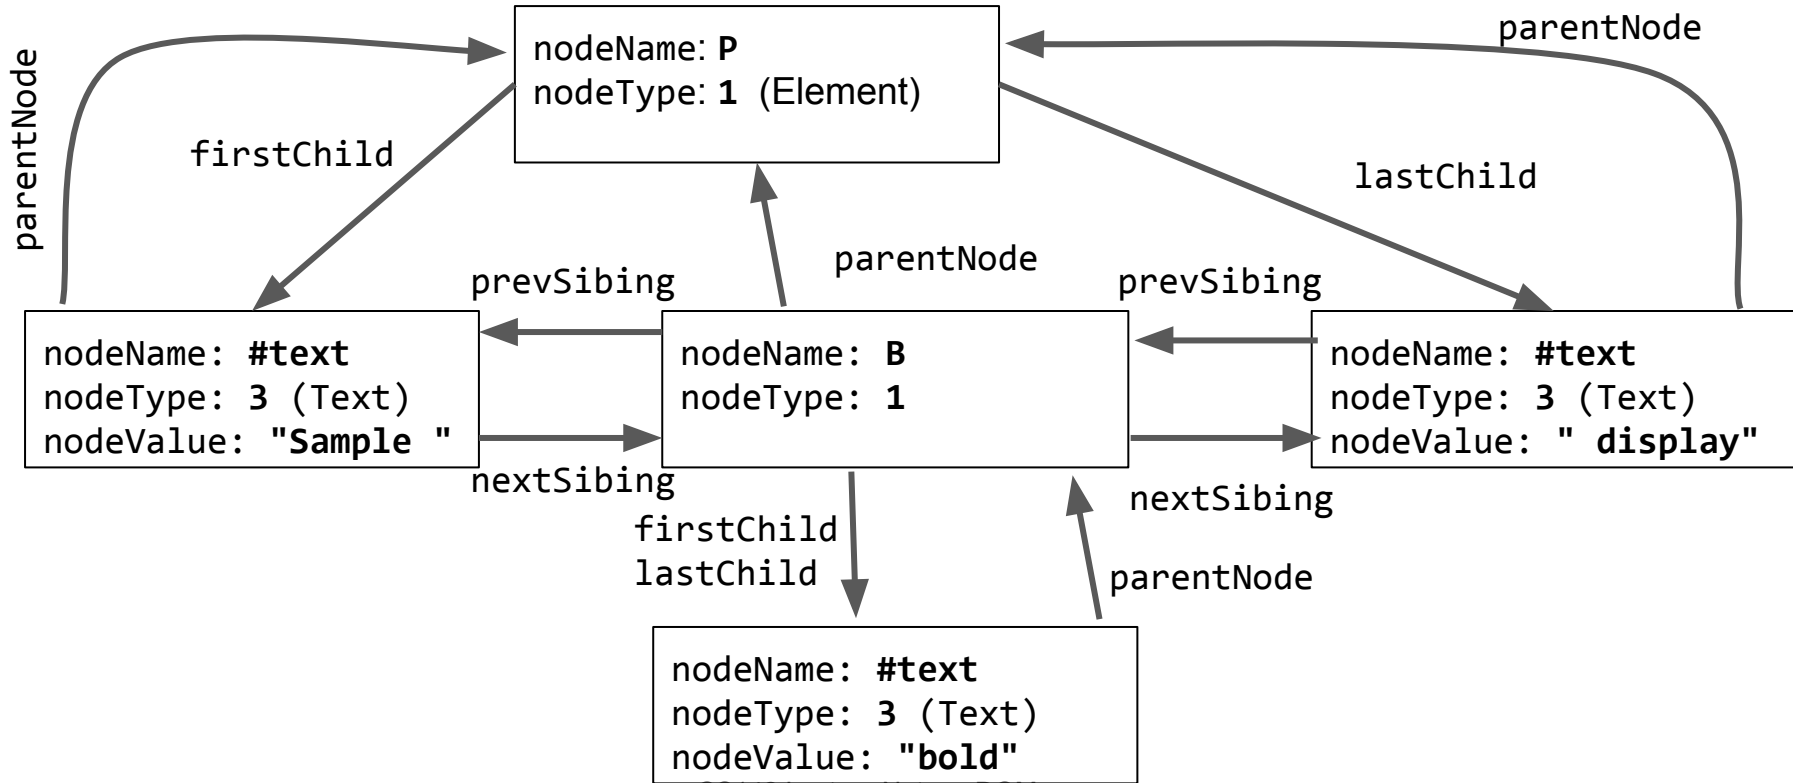 parentNode
nodeName: P
nodeType: 1 (Element)
parentNode
firstChild
lastChild
parentNode
prevSibing
prevSibing
nodeName: #text
nodeType: 3 (Text)
nodeValue: "Sample "
nodeName: B
nodeType: 1
nodeName: #text
nodeType: 3 (Text)
nodeValue: " display"
nextSibing
nextSibing
firstChild
lastChild
parentNode
nodeName: #text
nodeType: 3 (Text)
nodeValue: "bold"